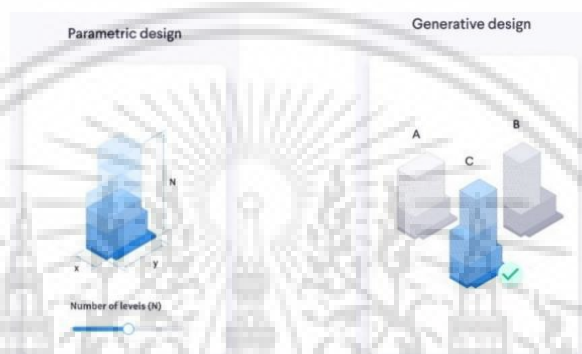 Parametric design
N
x
y
Number of levels (N)
Generative design
A
B
C